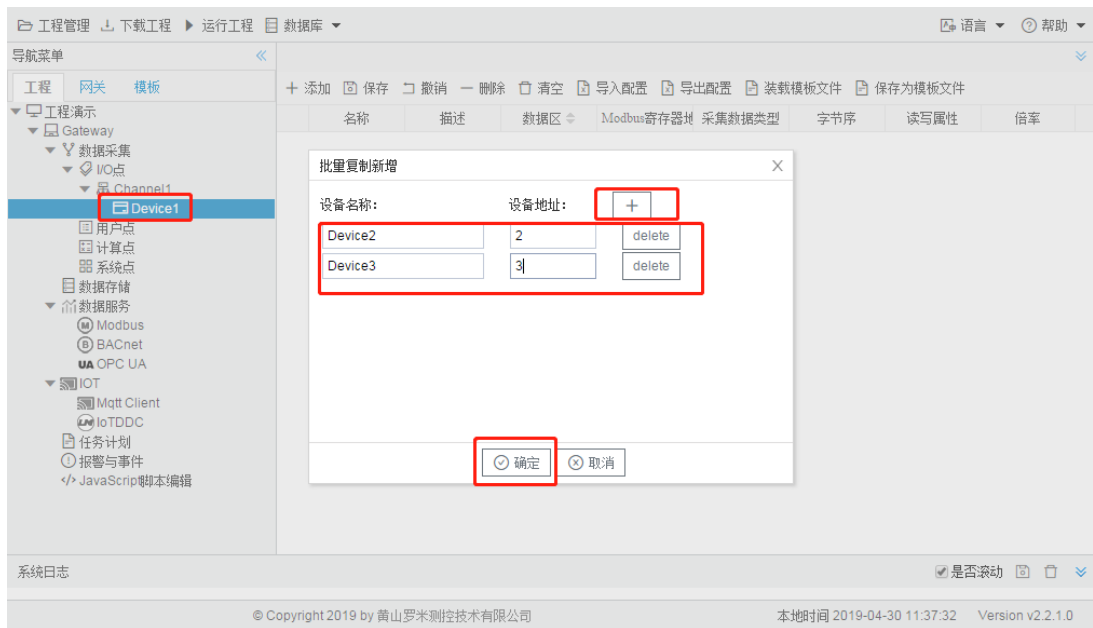 工程管理 下载工程 运行工程 数据库 语言 帮助
导航菜单
工程 网关 模板
添加 保存 撤销 删除 清空 导入配置 导出配置 装载模板文件 保存为模板文件
名称 描述 数据区 Modbus寄存器地 采集数据类型 字节序 读写属性 倍率
工程演示
Gateway
数据采集
I/O点
Channel1
Device1
用户点
计算点
系统点
数据存储
数据服务
Modbus
BACnet
UA OPC UA
IOT
Mqtt Client
IoTDDC
任务计划
报警与事件
JavaScript脚本编辑
批量复制新增
设备名称: 设备地址: +
Device2 2 delete
Device3 3 delete
确定 取消
系统日志 是否滚动
© Copyright 2019 by 黄山罗米测控技术有限公司 本地时间 2019-04-30 11:37:32 Version v2.2.1.0